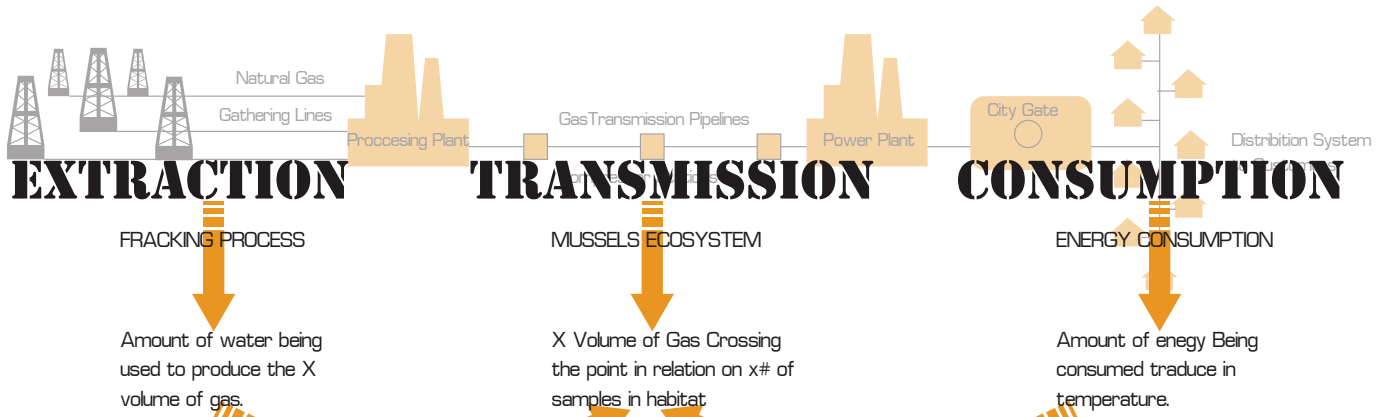 Natural Gas
Gathering Lines
Proccesing Plant
GasTransmission Pipelines
Power Plant
City Gate
Distribition System
EXTRACTION
TRANSMISSION
CONSUMPTION
FRACKING PROCESS
MUSSELS ECOSYSTEM
ENERGY CONSUMPTION
Amount of water being
used to produce the X
volume of gas.
X Volume of Gas Crossing
the point in relation on x# of
samples in habitat
Amount of enegy Being
consumed traduce in
temperature.